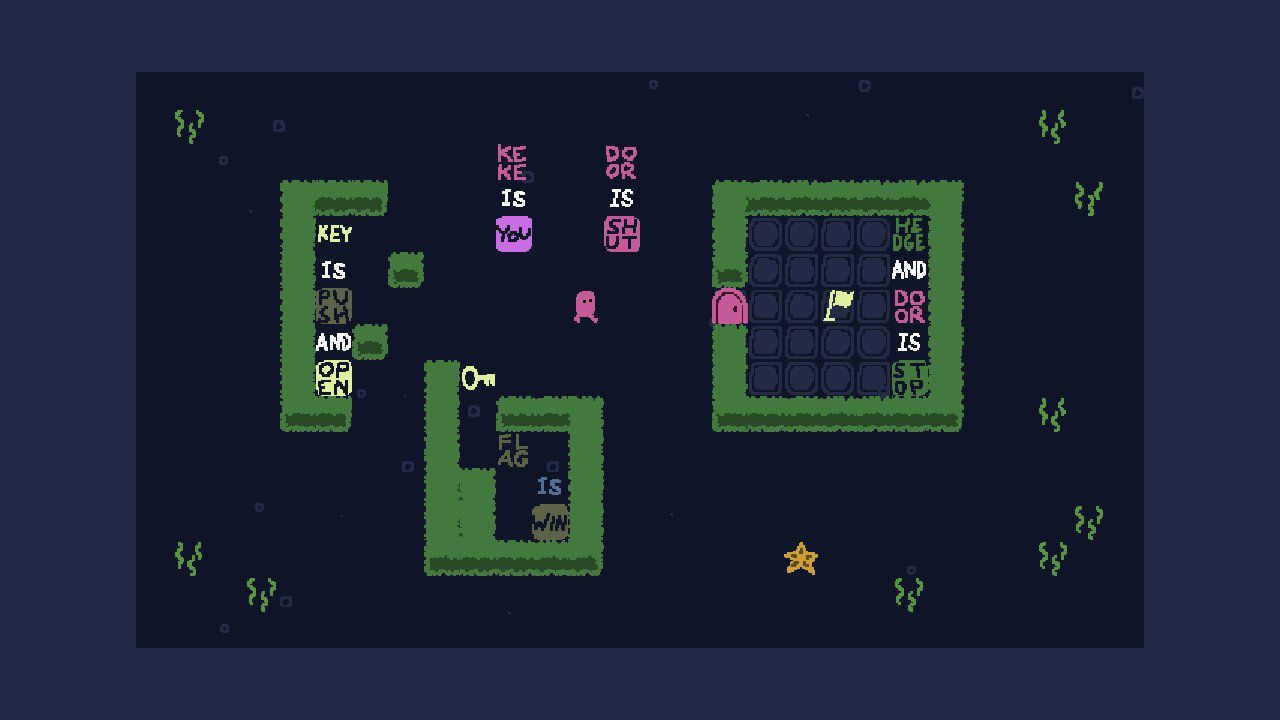 KEKE DOOR
IS IS
YOU SHUT
KEY HEDGE
IS AND
PUSH DOOR
AND IS
OPEN STOP
FLAG
IS
WIN